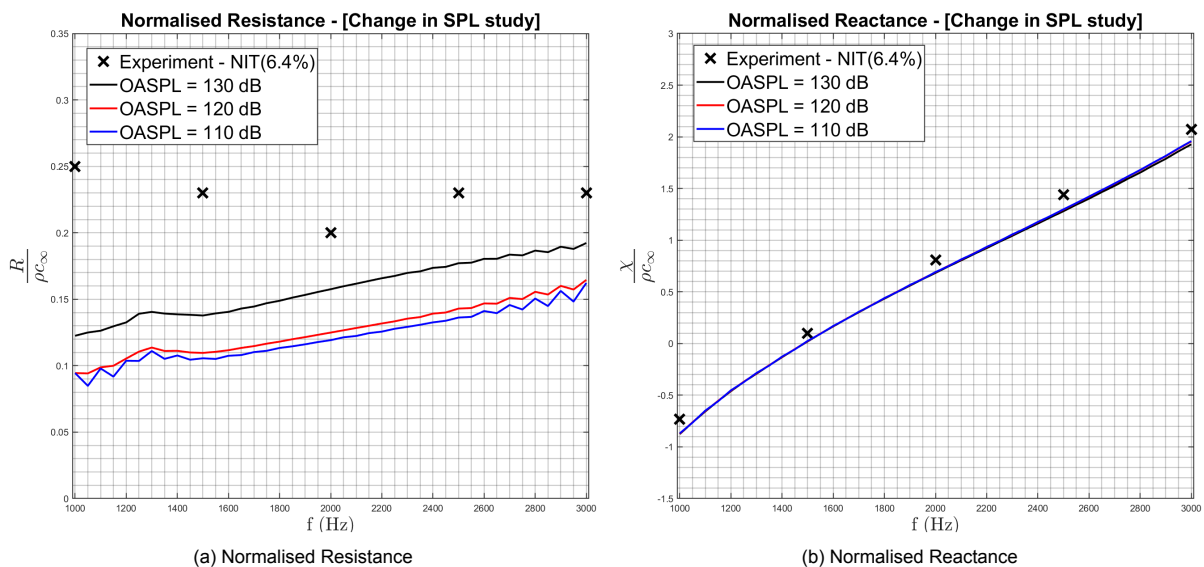 Normalised Resistance - [Change in SPL study]
0.35
0.3
0.25
0.2
0.15
0.1
0.05
0
R
ρc∞
Experiment - NIT(6.4%)
OASPL = 130 dB
OASPL = 120 dB
OASPL = 110 dB
1000 1200 1400 1600 1800 2000 2200 2400 2600 2800 3000
f (Hz)
(a) Normalised Resistance
Normalised Reactance - [Change in SPL study]
3
2.5
2
1.5
1
0.5
0
-0.5
-1
-1.5
χ
ρc∞
Experiment - NIT(6.4%)
OASPL = 130 dB
OASPL = 120 dB
OASPL = 110 dB
1000 1200 1400 1600 1800 2000 2200 2400 2600 2800 3000
f (Hz)
(b) Normalised Reactance